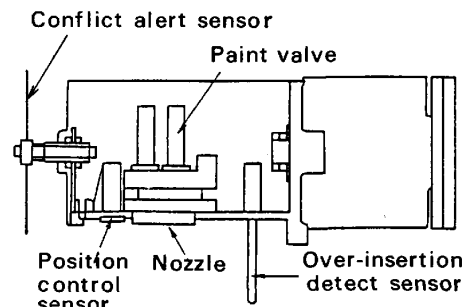 Conflict alert sensor
Paint valve
Position
control
sensor
Nozzle
Over-insertion
detect sensor